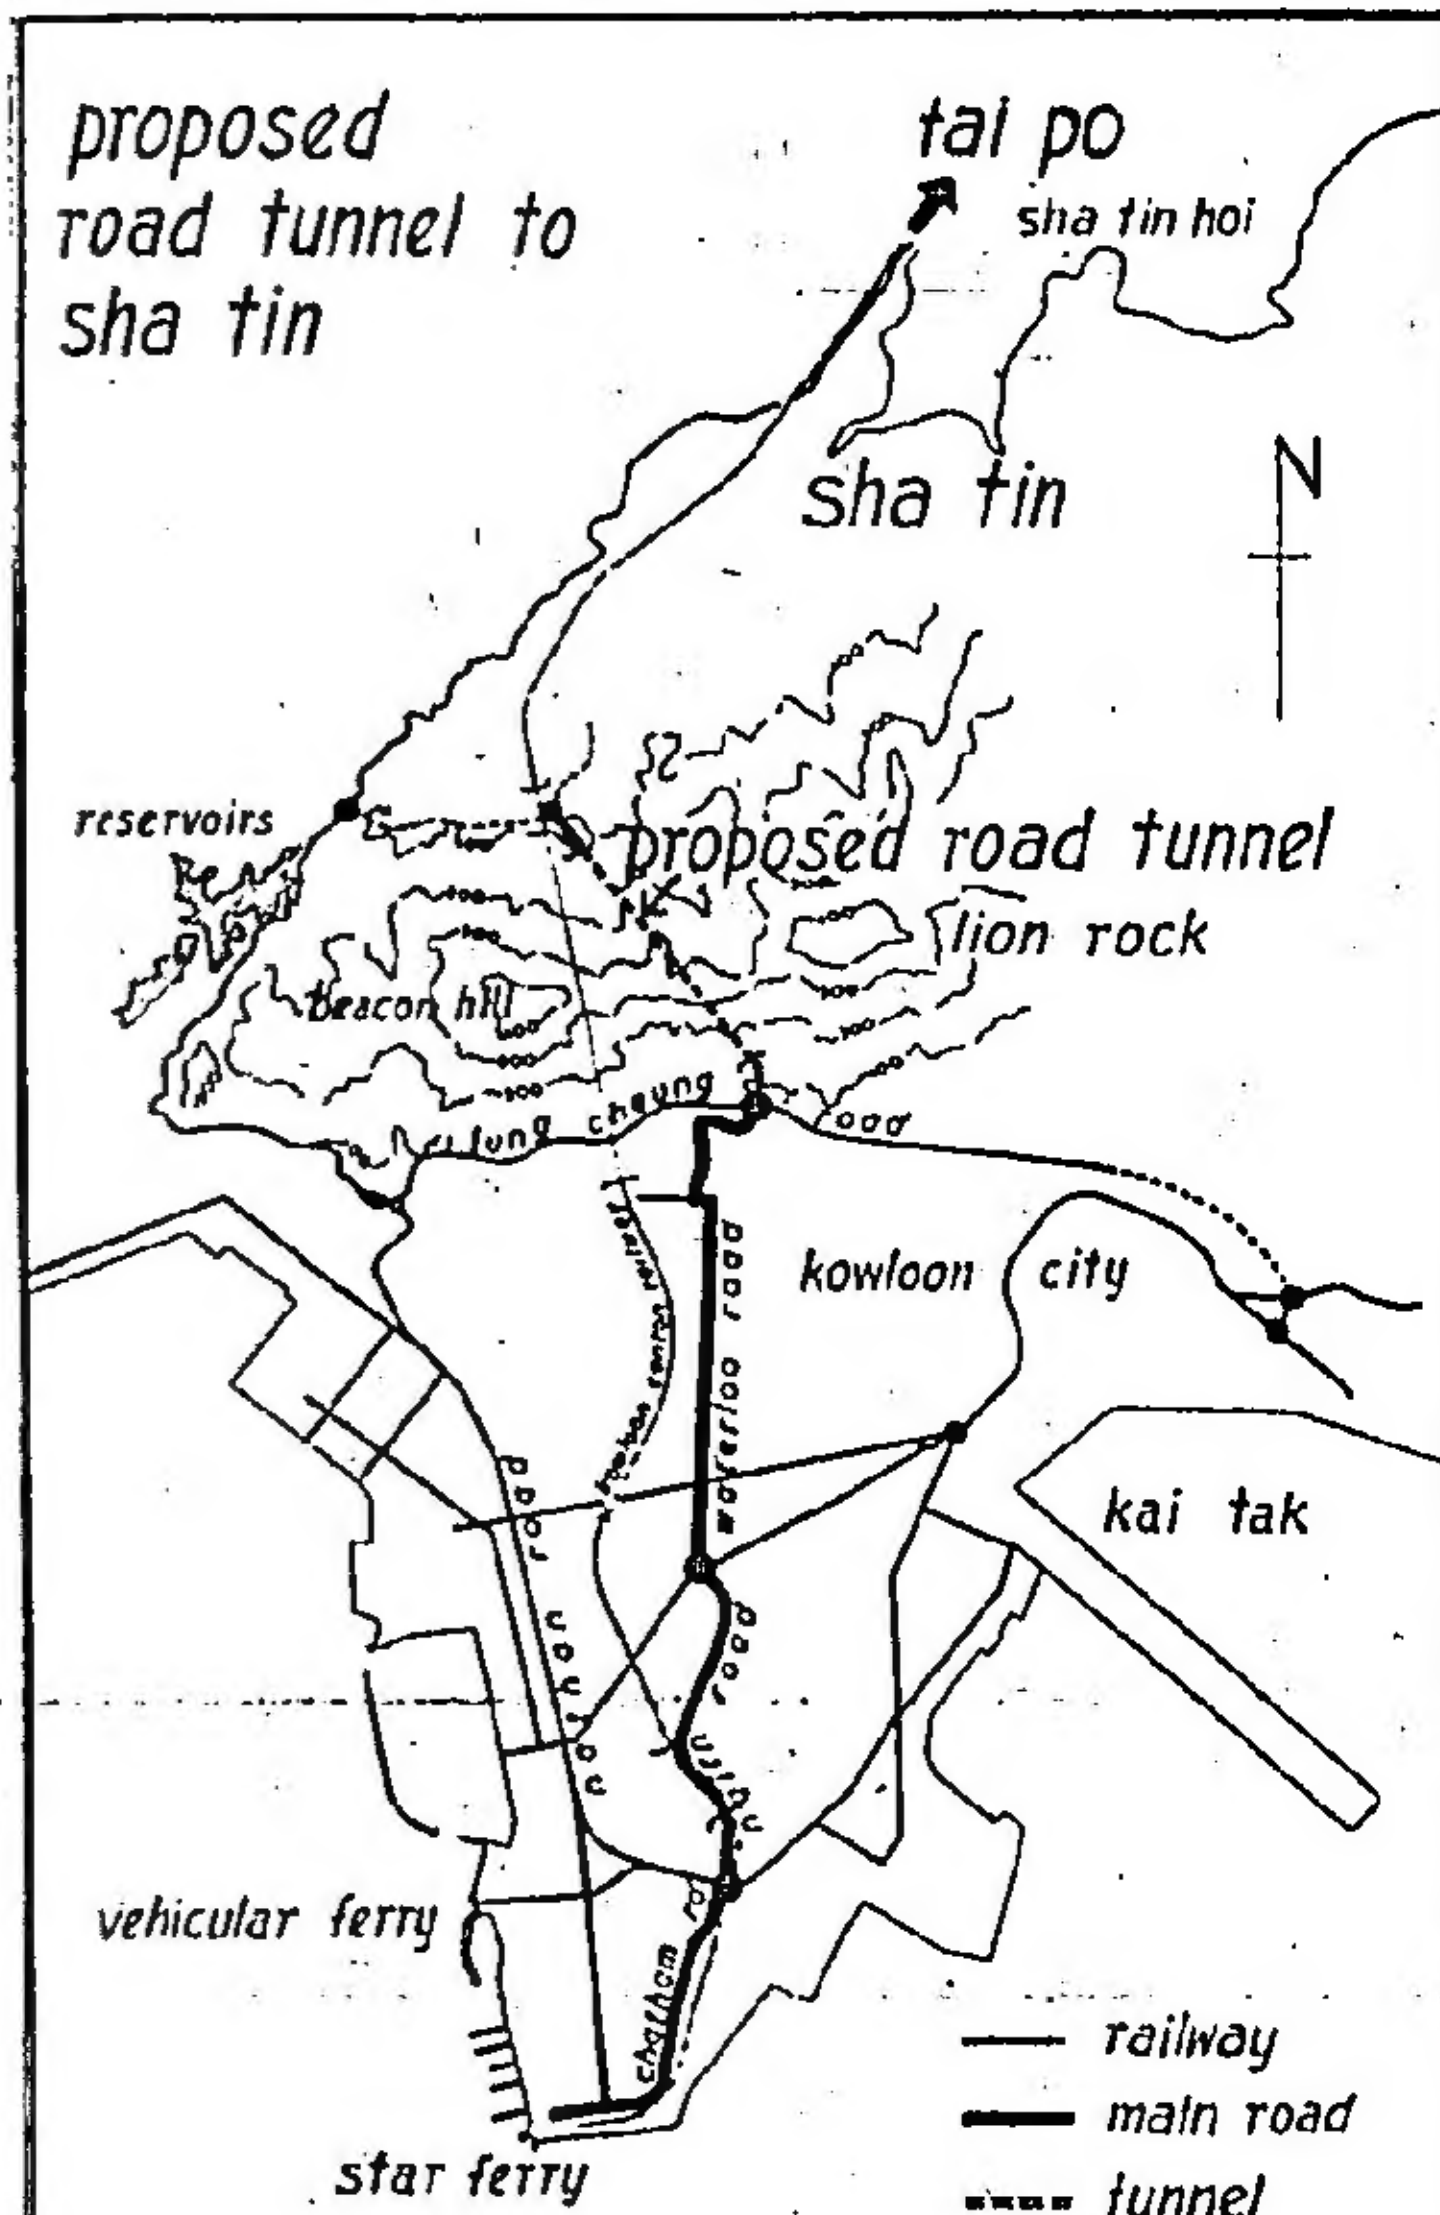 proposed
road tunnel to
sha tin
tai po
sha tin hoi
sha tin
N
reservoirs
proposed road tunnel
lion rock
beacon hill
lung cheung road
waterloo road
kowloon city
kai tak
road
nathan road
chatham rd
vehicular ferry
star ferry
railway
main road
tunnel